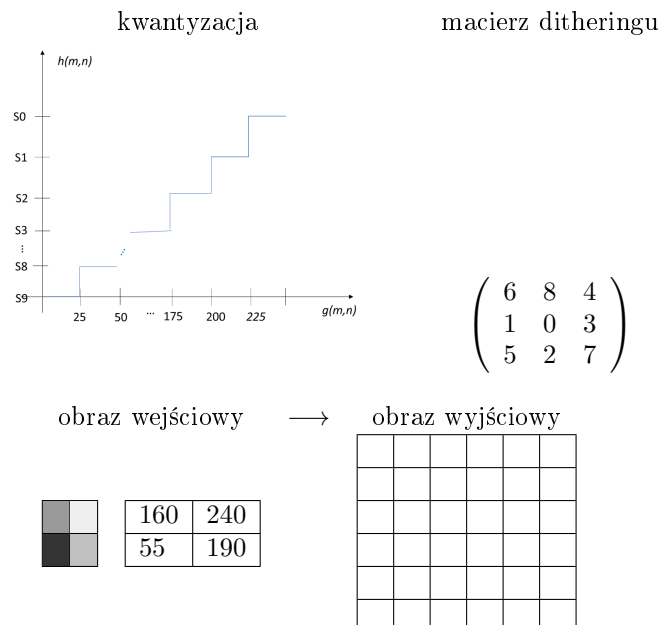 kwantyzacja
macierz ditheringu
h(m,n)
S0
S1
S2
S3
...
S8
S9
25 50 ... 175 200 225
g(m,n)
6 8 4
1 0 3
5 2 7
obraz wejściowy → obraz wyjściowy
160 240
55 190